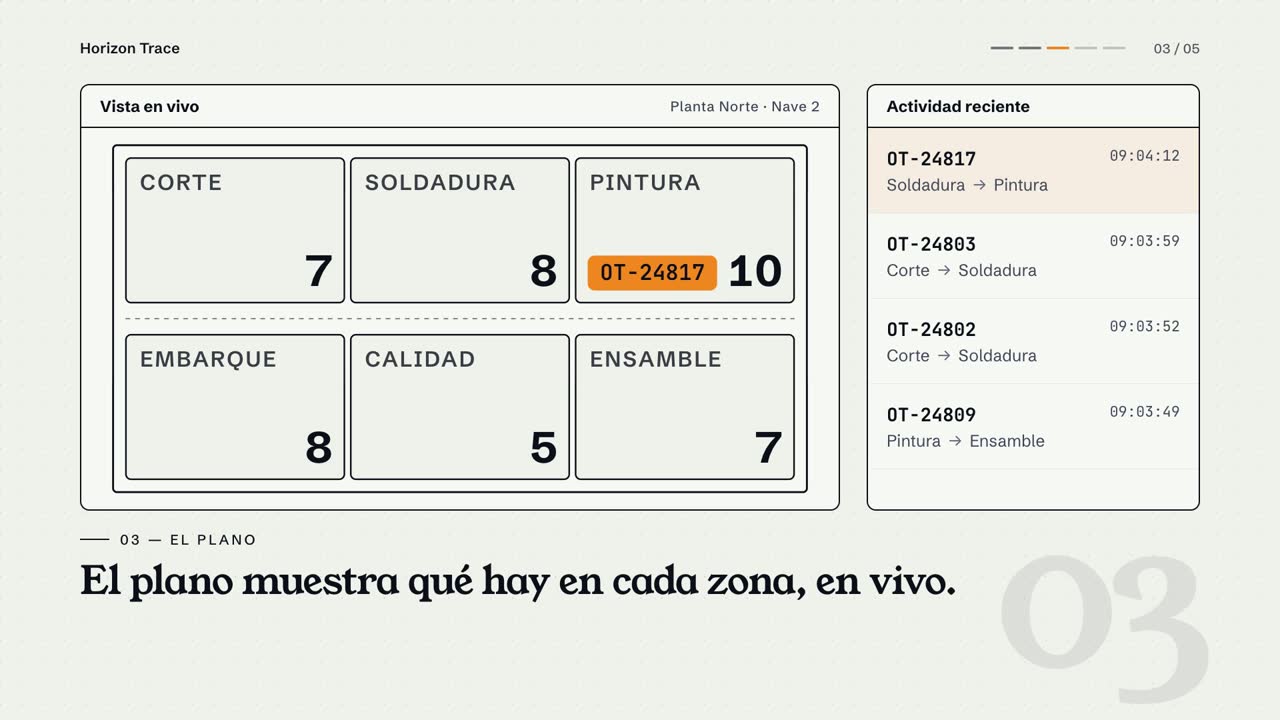 Horizon Trace
03 / 05
Vista en vivo
Planta Norte · Nave 2
CORTE
7
SOLDADURA
8
PINTURA
OT-24817
10
EMBARQUE
8
CALIDAD
5
ENSAMBLE
7
Actividad reciente
OT-24817 09:04:12
Soldadura → Pintura
OT-24803 09:03:59
Corte → Soldadura
OT-24802 09:03:52
Corte → Soldadura
OT-24809 09:03:49
Pintura → Ensamble
03 — EL PLANO
El plano muestra qué hay en cada zona, en vivo.
03